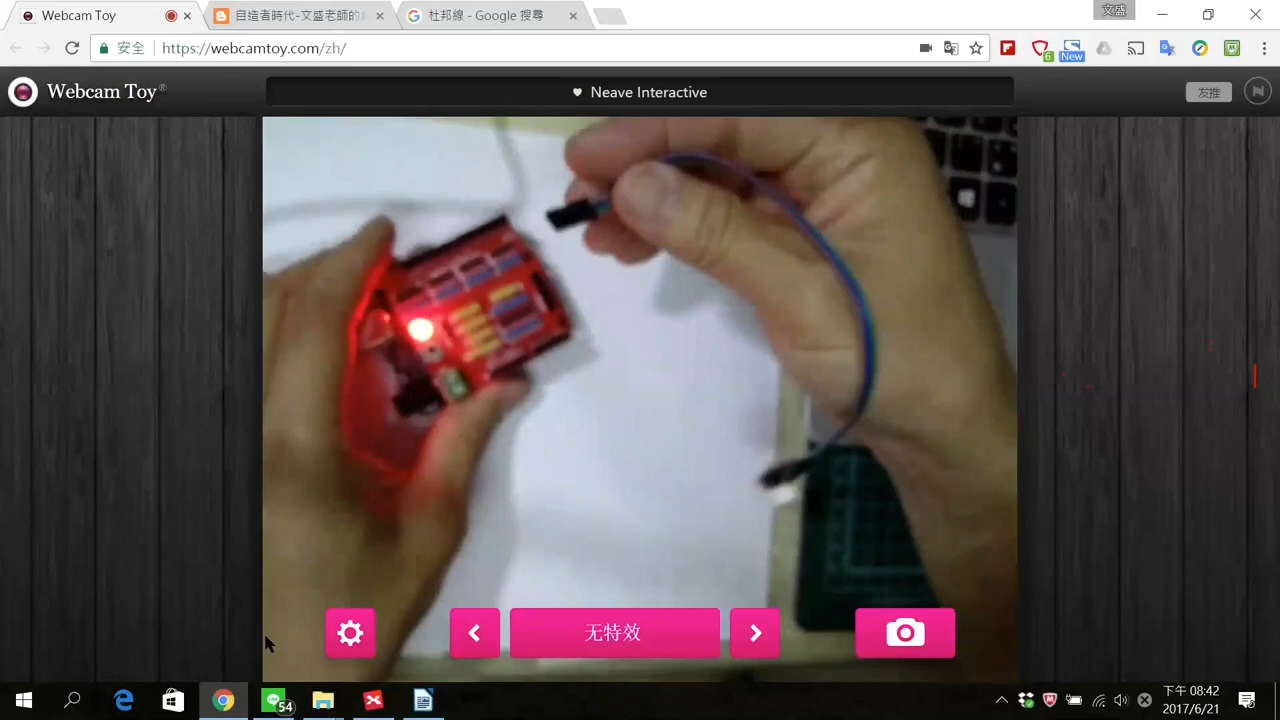 Webcam Toy
自造者時代-文盛老師的
杜邦線 - Google 搜尋
文盛
安全
https://webcamtoy.com/zh/
6
New
Webcam Toy®
Neave Interactive
发推
无特效
54
下午 08:42
2017/6/21